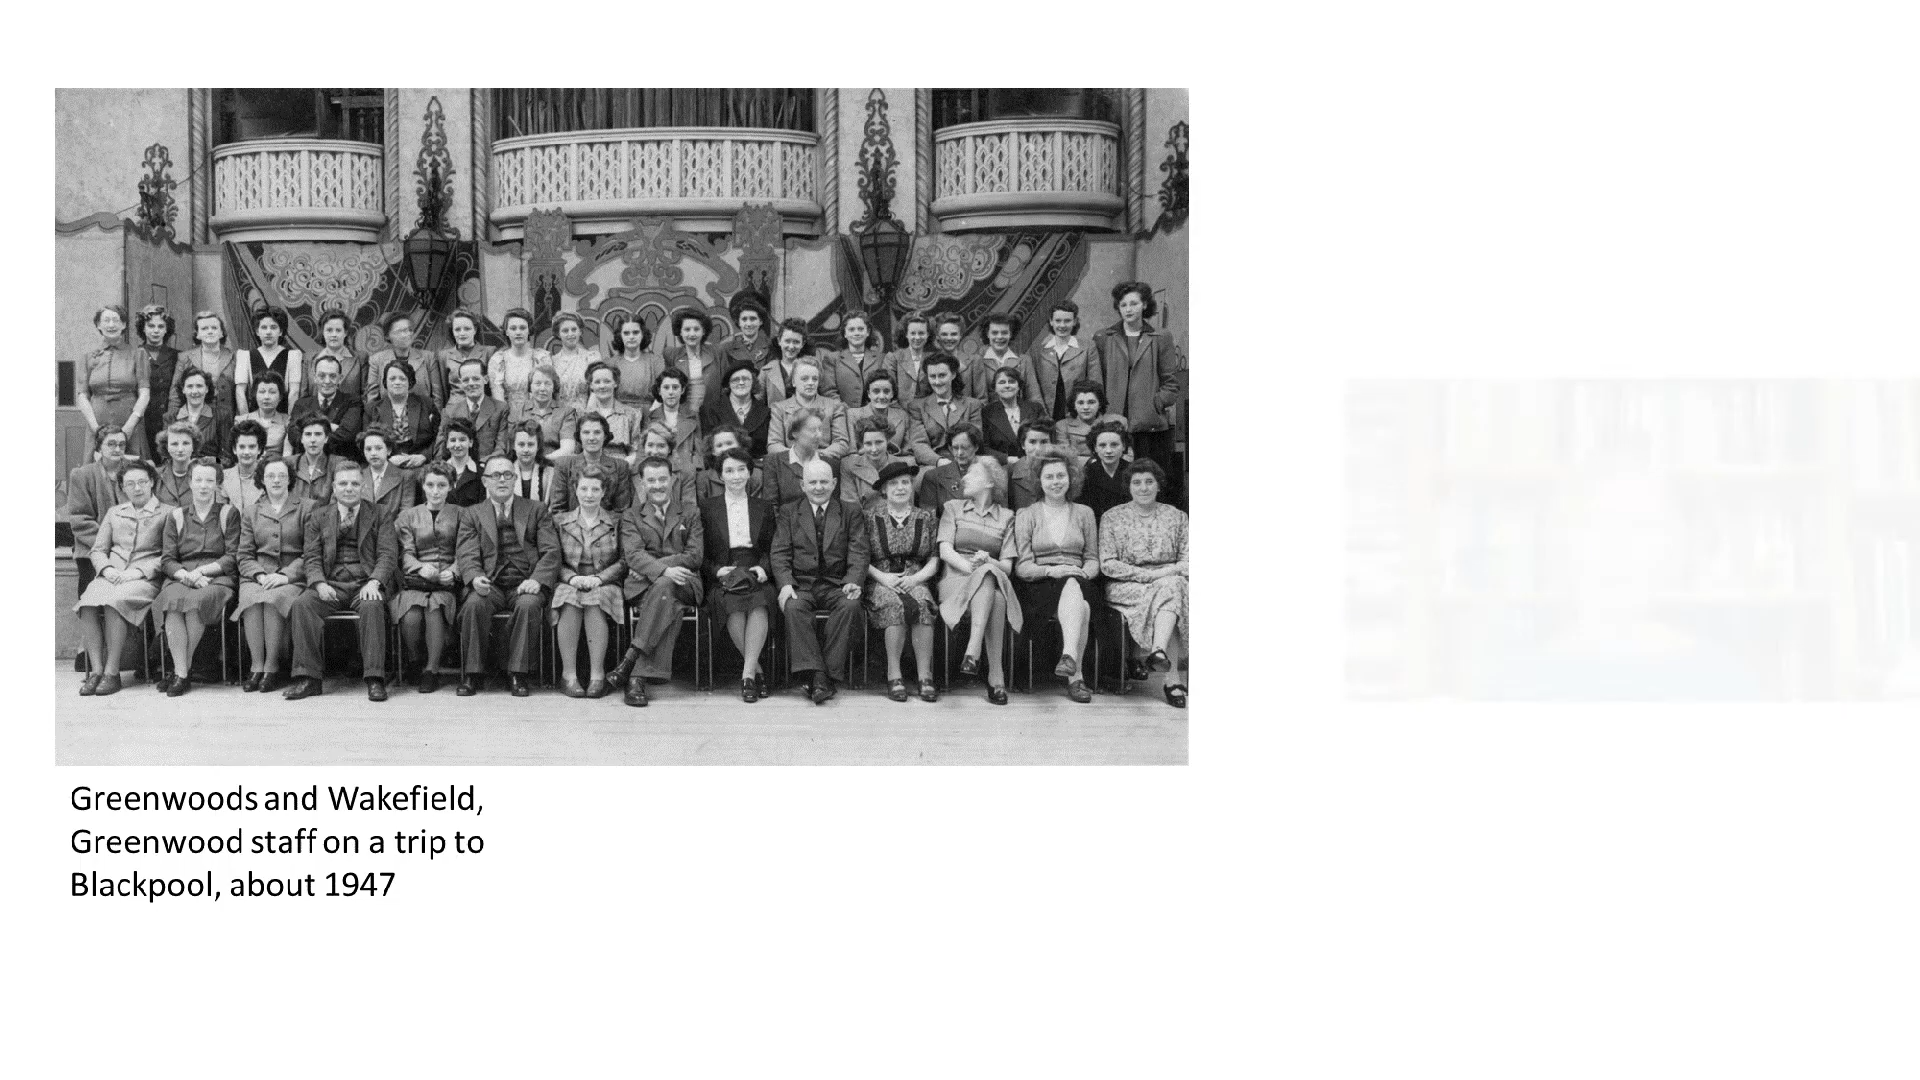 Greenwoods and Wakefield,
Greenwood staff on a trip to
Blackpool, about 1947